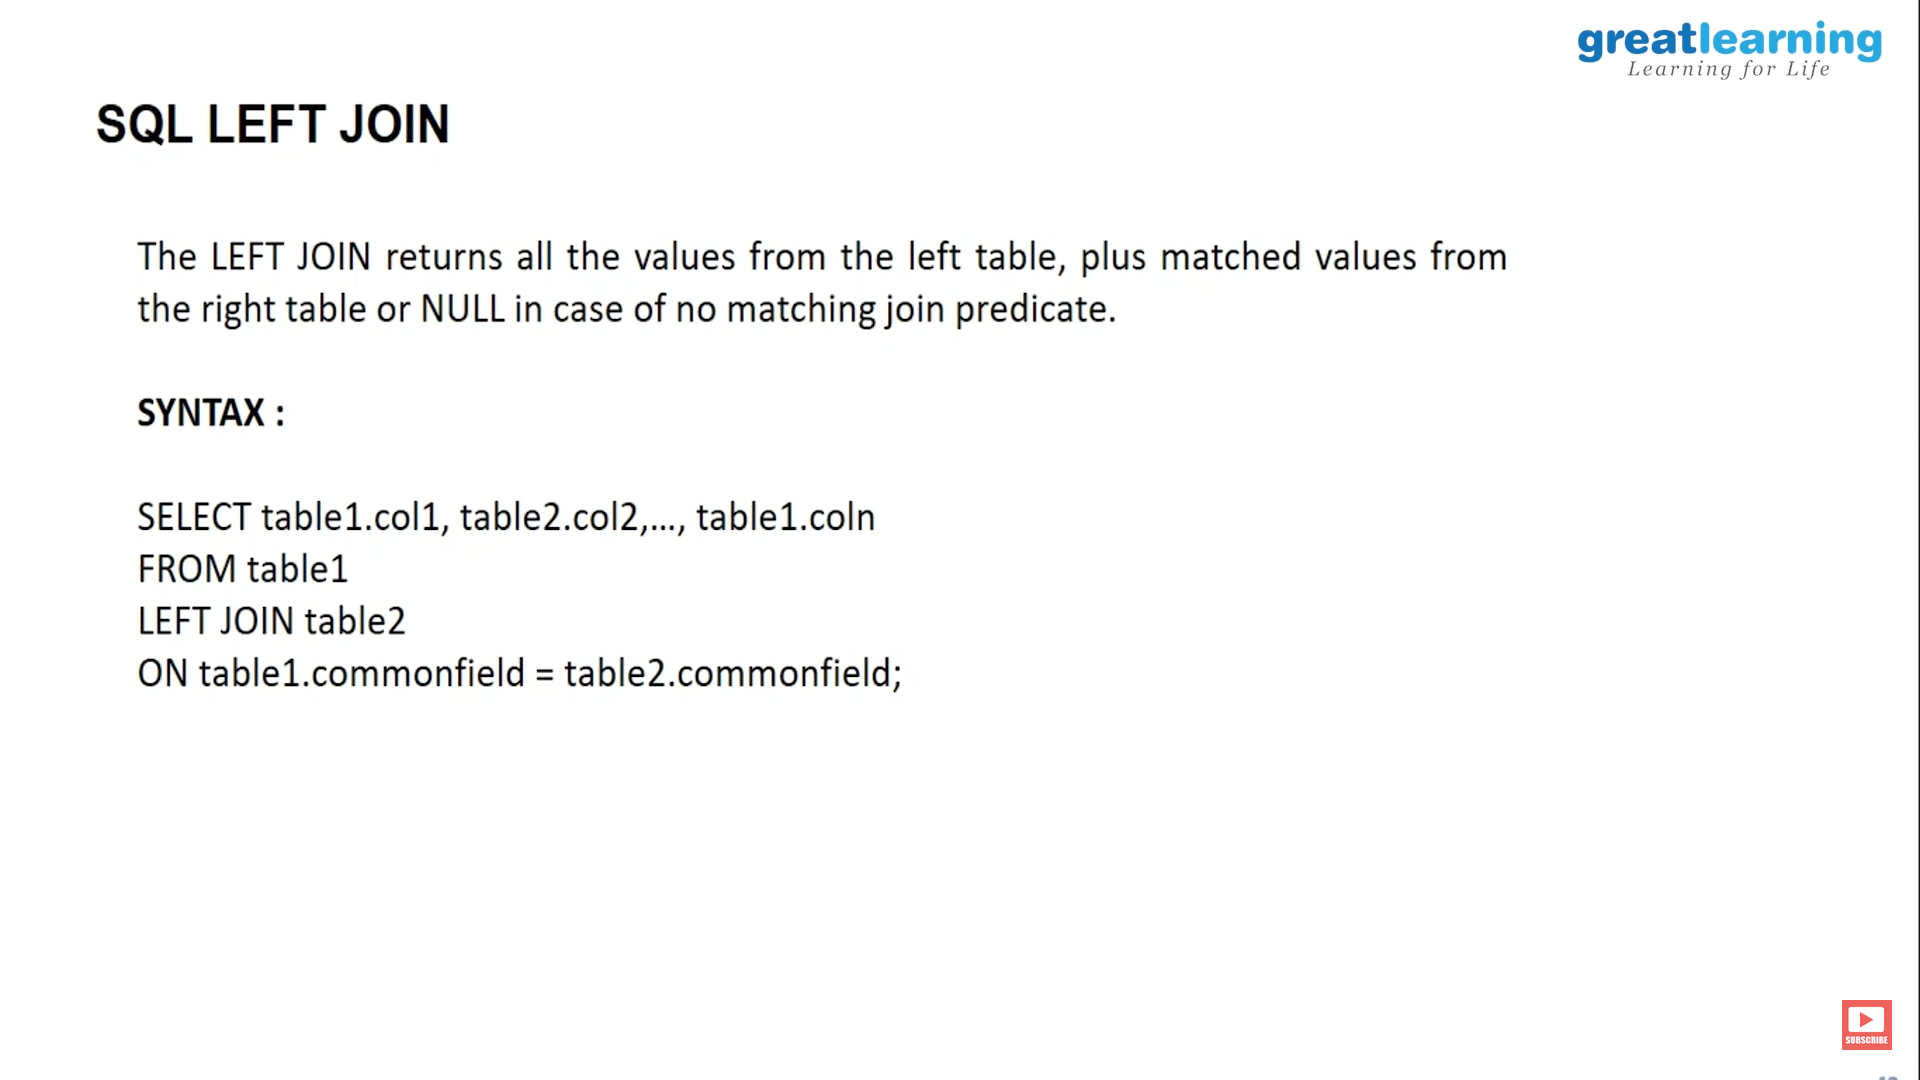 greatlearning
Learning for Life
SQL LEFT JOIN
The LEFT JOIN returns all the values from the left table, plus matched values from
the right table or NULL in case of no matching join predicate.
SYNTAX :
SELECT table1.col1, table2.col2,..., table1.coln
FROM table1
LEFT JOIN table2
ON table1.commonfield = table2.commonfield;
SUBSCRIBE